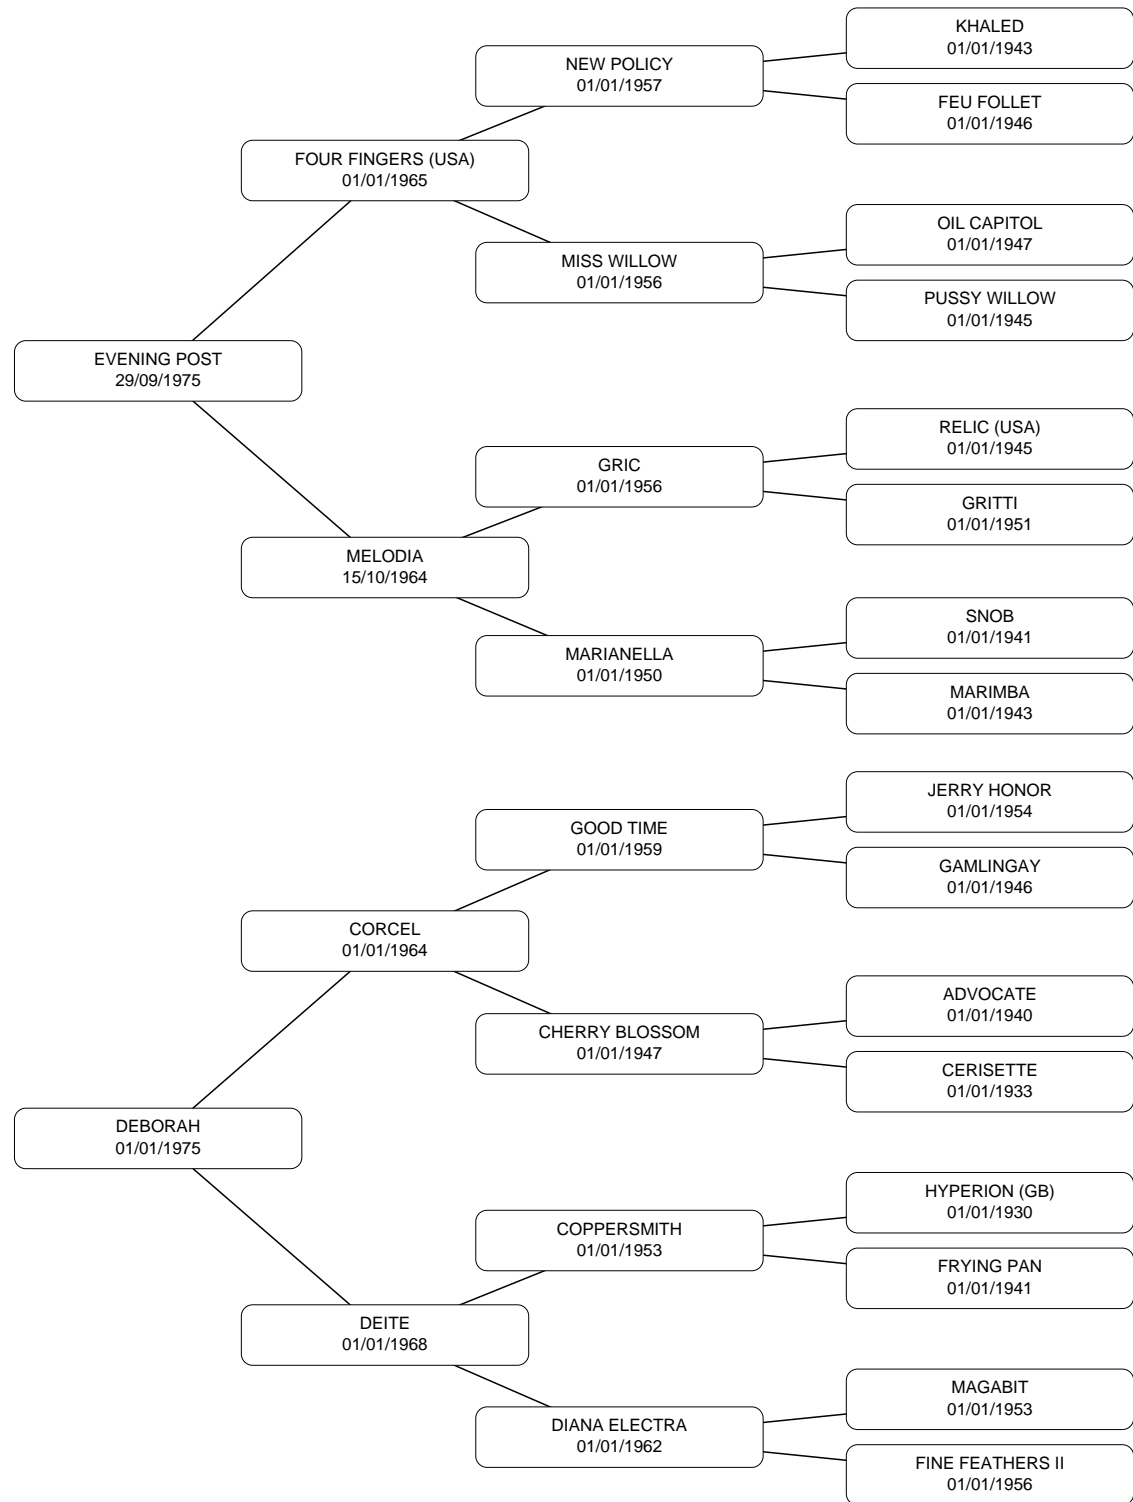 KHALED
01/01/1943
NEW POLICY
01/01/1957
FEU FOLLET
01/01/1946
FOUR FINGERS (USA)
01/01/1965
OIL CAPITOL
01/01/1947
MISS WILLOW
01/01/1956
PUSSY WILLOW
01/01/1945
EVENING POST
29/09/1975
RELIC (USA)
01/01/1945
GRIC
01/01/1956
GRITTI
01/01/1951
MELODIA
15/10/1964
SNOB
01/01/1941
MARIANELLA
01/01/1950
MARIMBA
01/01/1943
JERRY HONOR
01/01/1954
GOOD TIME
01/01/1959
GAMLINGAY
01/01/1946
CORCEL
01/01/1964
ADVOCATE
01/01/1940
CHERRY BLOSSOM
01/01/1947
CERISETTE
01/01/1933
DEBORAH
01/01/1975
HYPERION (GB)
01/01/1930
COPPERSMITH
01/01/1953
FRYING PAN
01/01/1941
DEITE
01/01/1968
MAGABIT
01/01/1953
DIANA ELECTRA
01/01/1962
FINE FEATHERS II
01/01/1956